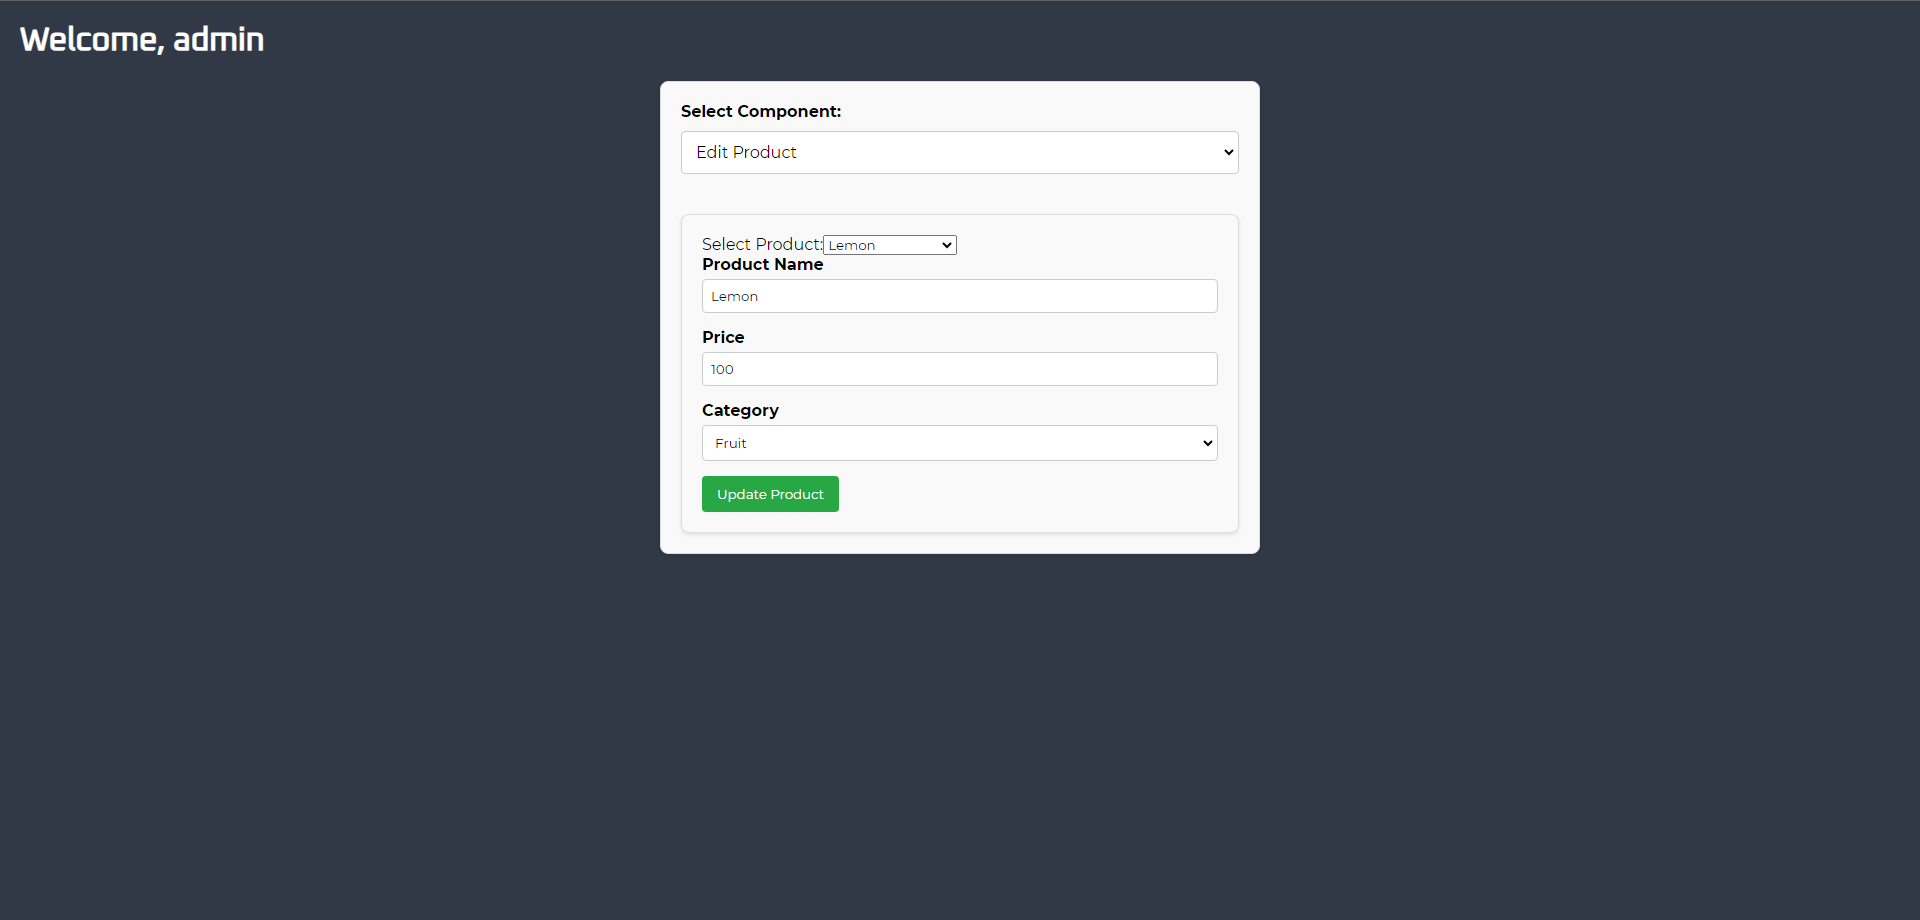 Welcome, admin
Select Component:
Edit Product
Select Product: Lemon
Product Name
Lemon
Price
100
Category
Fruit
Update Product